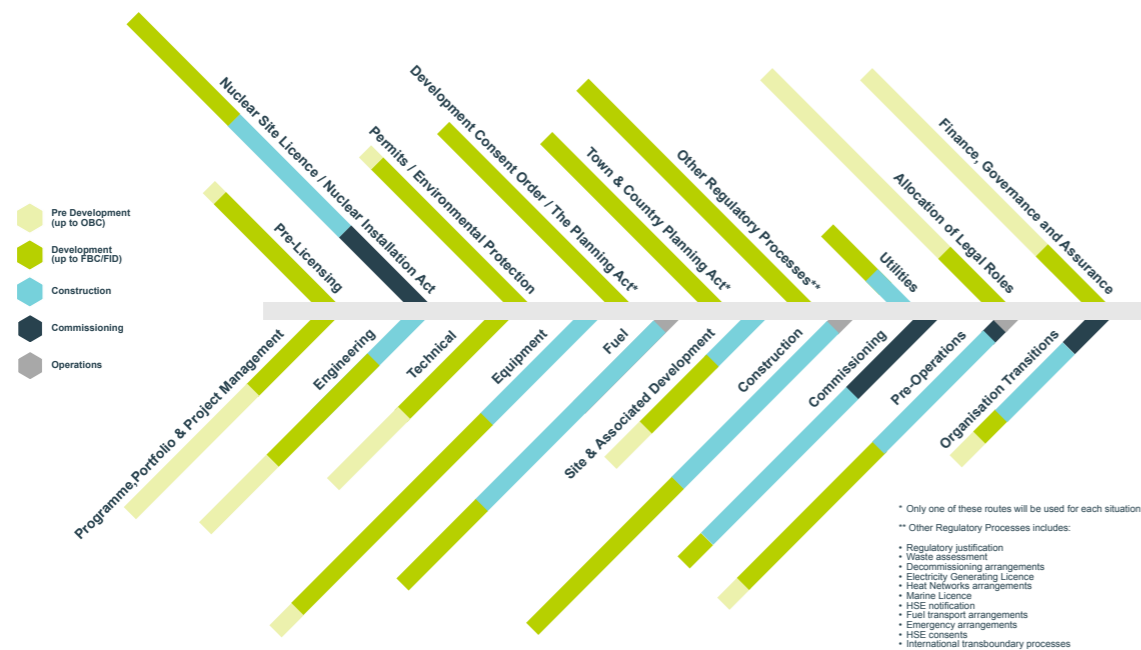 Nuclear Site Licence / Nuclear Installation Act
Pre-Licensing
Permits / Environmental Protection
Development Consent Order / The Planning Act*
Town & Country Planning Act*
Other Regulatory Processes**
Utilities
Allocation of Legal Roles
Finance, Governance and Assurance
Pre Development
(up to OBC)
Development
(up to FBC/FID)
Construction
Commissioning
Operations
Programme,Portfolio & Project Management
Engineering
Technical
Equipment
Fuel
Site & Associated Development
Construction
Commissioning
Pre-Operations
Organisation Transitions
* Only one of these routes will be used for each situation
** Other Regulatory Processes includes:
• Regulatory justification
• Waste assessment
• Decommissioning arrangements
• Electricity Generating Licence
• Heat Networks arrangements
• Marine Licence
• HSE notification
• Fuel transport arrangements
• Emergency arrangements
• HSE consents
• International transboundary processes